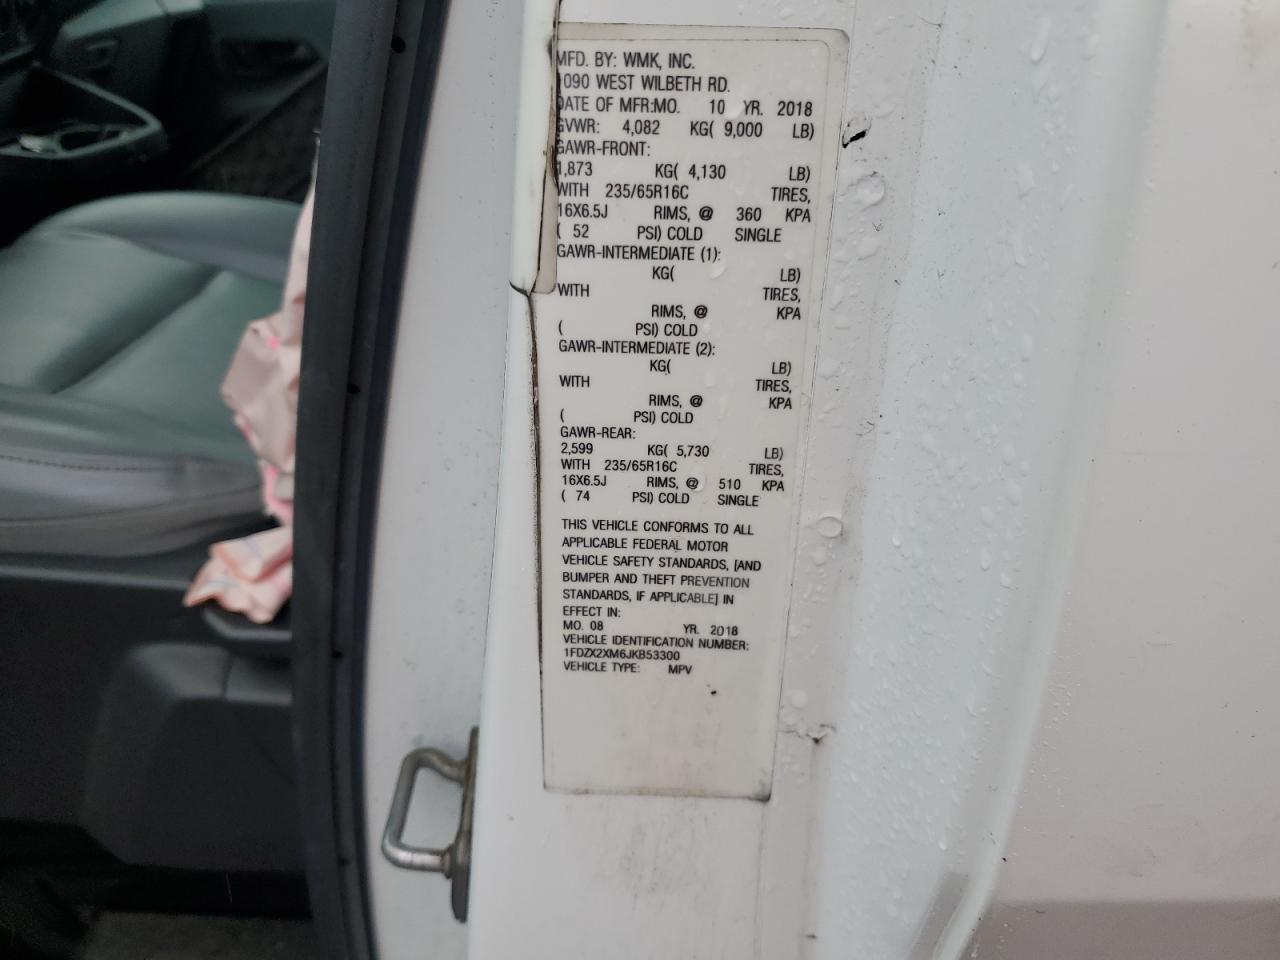 MFD. BY: WMK, INC.
1090 WEST WILBETH RD.
DATE OF MFR:MO. 10 YR. 2018
GVWR: 4,082 KG( 9,000 LB)
GAWR-FRONT:
1,873 KG( 4,130 LB)
WITH 235/65R16C TIRES,
16X6.5J RIMS, @ 360 KPA
( 52 PSI) COLD SINGLE
GAWR-INTERMEDIATE (1):
KG( LB)
WITH TIRES,
RIMS, @ KPA
( PSI) COLD
GAWR-INTERMEDIATE (2):
KG( LB)
WITH TIRES,
RIMS, @ KPA
( PSI) COLD
GAWR-REAR:
2,599 KG( 5,730 LB)
WITH 235/65R16C TIRES,
16X6.5J RIMS, @ 510 KPA
( 74 PSI) COLD SINGLE
THIS VEHICLE CONFORMS TO ALL
APPLICABLE FEDERAL MOTOR
VEHICLE SAFETY STANDARDS, [AND
BUMPER AND THEFT PREVENTION
STANDARDS, IF APPLICABLE] IN
EFFECT IN:
MO. 08 YR. 2018
VEHICLE IDENTIFICATION NUMBER:
1FDZX2XM6JKB53300
VEHICLE TYPE: MPV